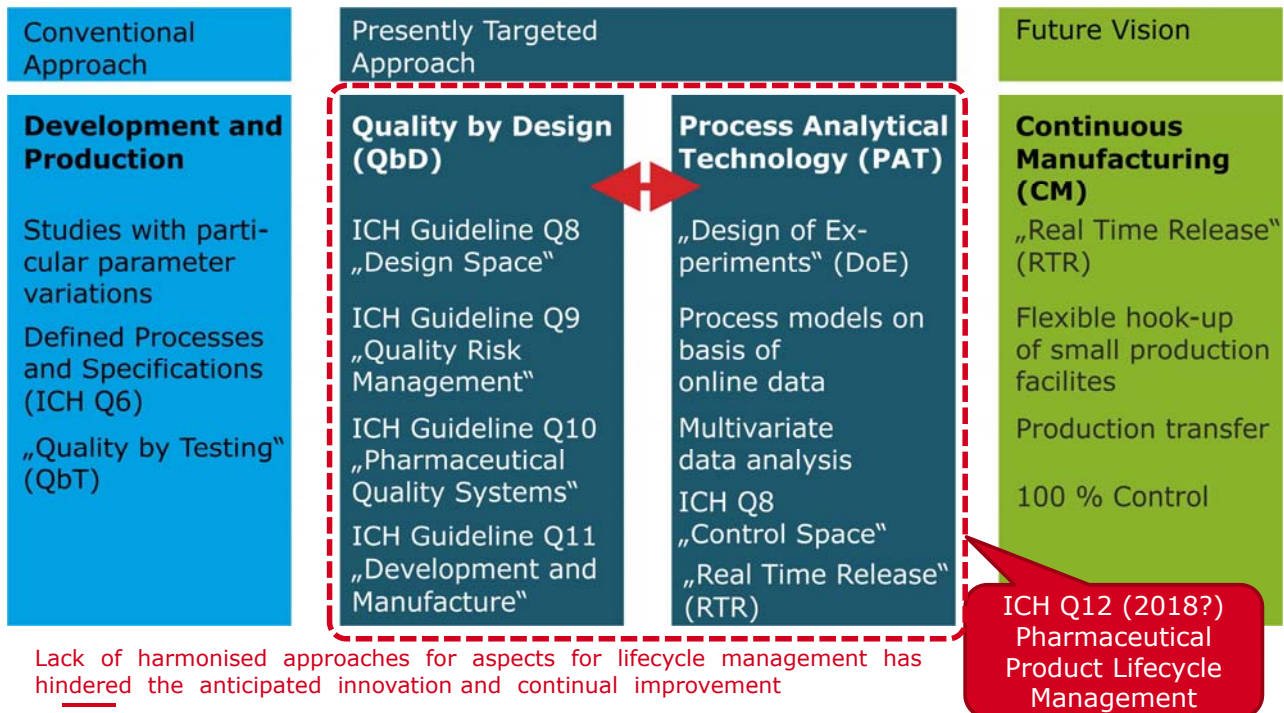 Conventional
Approach
Presently Targeted
Approach
Future Vision
Development and
Production
Studies with parti-
cular parameter
variations
Defined Processes
and Specifications
(ICH Q6)
„Quality by Testing“
(QbT)
Quality by Design
(QbD)
ICH Guideline Q8
„Design Space“
ICH Guideline Q9
„Quality Risk
Management“
ICH Guideline Q10
„Pharmaceutical
Quality Systems“
ICH Guideline Q11
„Development and
Manufacture“
Process Analytical
Technology (PAT)
„Design of Ex-
periments“ (DoE)
Process models on
basis of
online data
Multivariate
data analysis
ICH Q8
„Control Space“
„Real Time Release“
(RTR)
Continuous
Manufacturing
(CM)
„Real Time Release“
(RTR)
Flexible hook-up
of small production
facilites
Production transfer
100 % Control
ICH Q12 (2018?)
Pharmaceutical
Product Lifecycle
Management
Lack of harmonised approaches for aspects for lifecycle management has
hindered the anticipated innovation and continual improvement